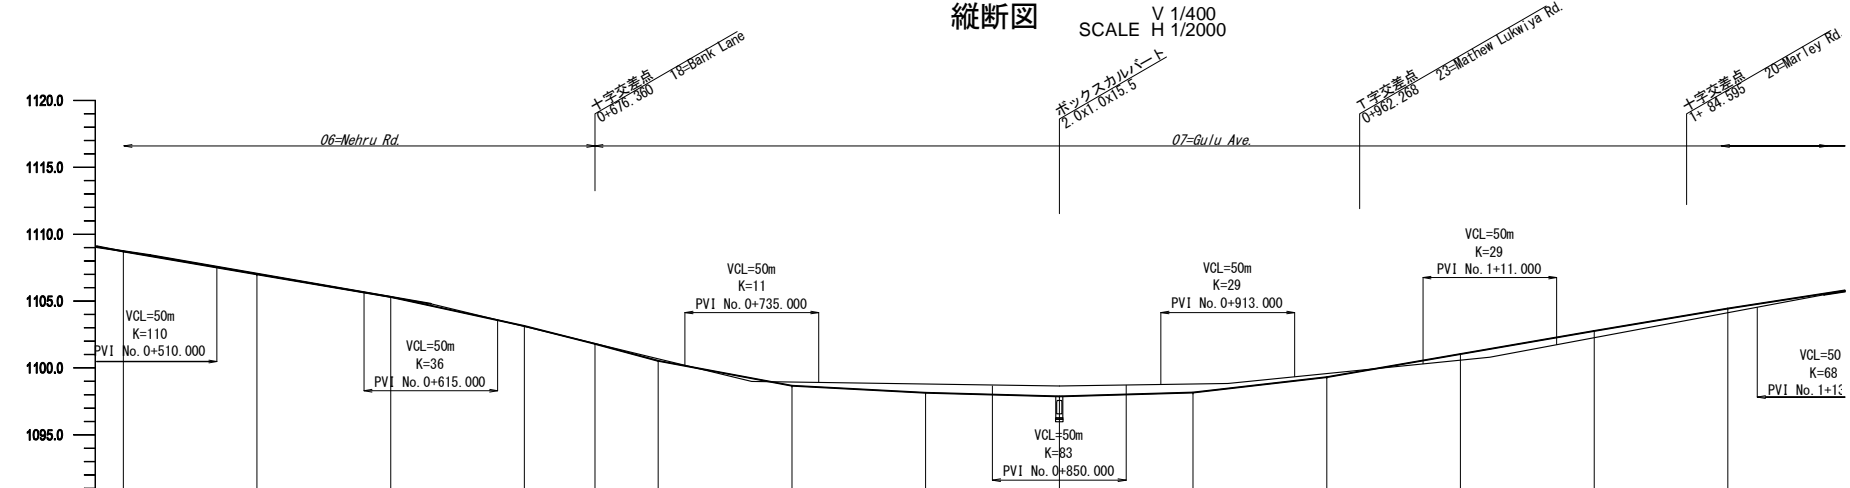 縦断図
V 1/400
SCALE H 1/2000
十字交差点 18=Bank Lane
0+676.360
ボックスカルバート
2.0x1.0x15.5
T字交差点 23=Mathew Lukwiya Rd.
0+962.268
十字交差点 20=Marley Rd.
1+ 84.595
1120.0
06=Nehru Rd.
07=Gulu Ave.
1115.0
1110.0
VCL=50m
K=29
PVI No.1+11.000
VCL=50m
K=11
PVI No.0+735.000
VCL=50m
K=29
PVI No.0+913.000
1105.0
VCL=50m
K=110
PVI No.0+510.000
VCL=50m
K=36
PVI No.0+615.000
1100.0
VCL=50
K=68
PVI No.1+13
1095.0
VCL=50m
K=83
PVI No.0+850.000